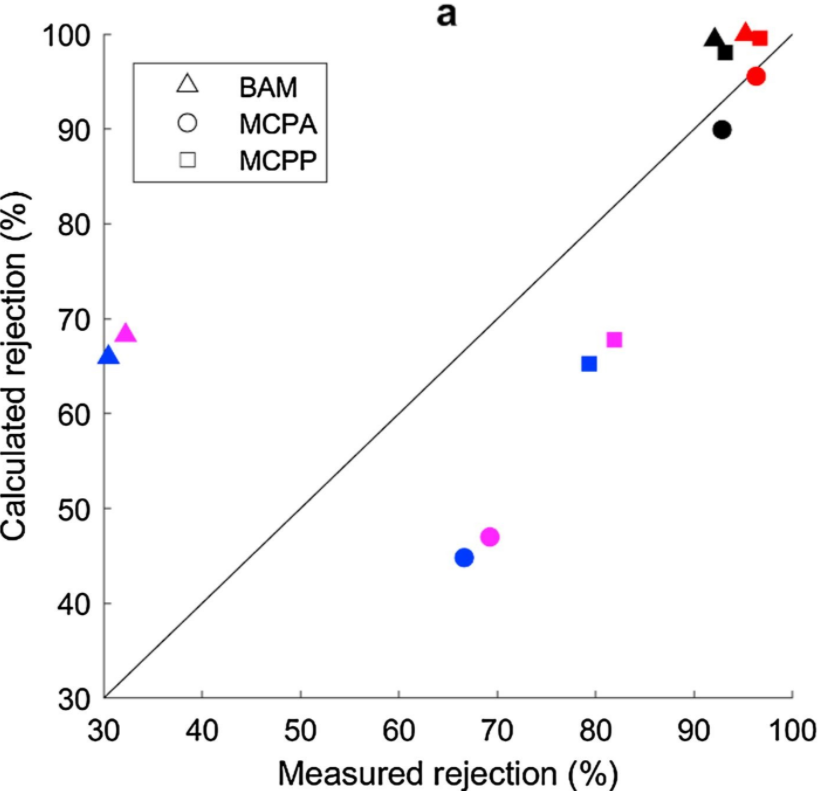 a
100
90
80
70
60
50
40
30
Calculated rejection (%)
BAM
MCPA
MCPP
30 40 50 60 70 80 90 100
Measured rejection (%)